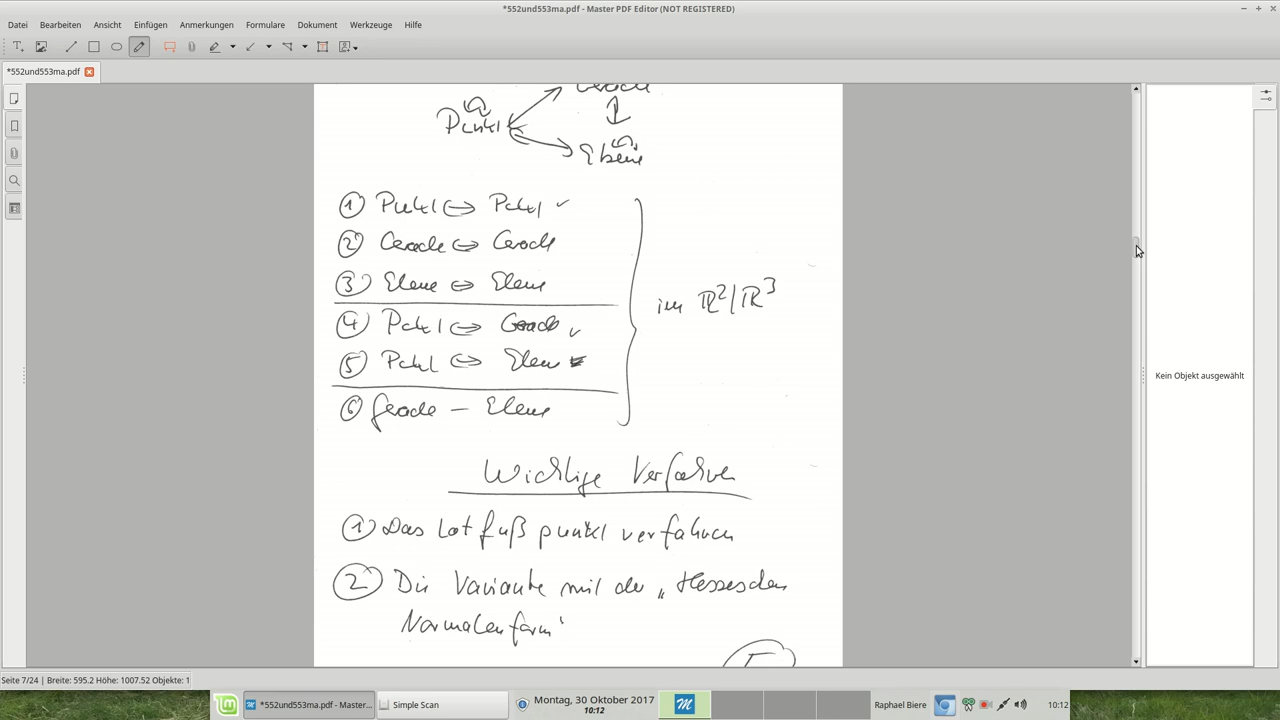 *552und553ma.pdf - Master PDF Editor (NOT REGISTERED)
Datei Bearbeiten Ansicht Einfügen Anmerkungen Formulare Dokument Werkzeuge Hilfe
*552und553ma.pdf
Gerade
Punkt
Ebene
① Punkt ⇔ Punkt ✓
② Gerade ⇔ Gerade
③ Ebene ⇔ Ebene
im ℝ²/ℝ³
④ Punkt ⇔ Gerade ✓
⑤ Punkt ⇔ Ebene
⑥ Gerade — Ebene
Kein Objekt ausgewählt
Wichtige Verfahren
① Das Lotfußpunktverfahren
② Die Variante mit der „Hesseschen
Normalenform"
Seite 7/24 | Breite: 595.2 Höhe: 1007.52 Objekte: 1
*552und553ma.pdf - Master... Simple Scan Montag, 30 Oktober 2017 Raphael Biere 10:12
10:12